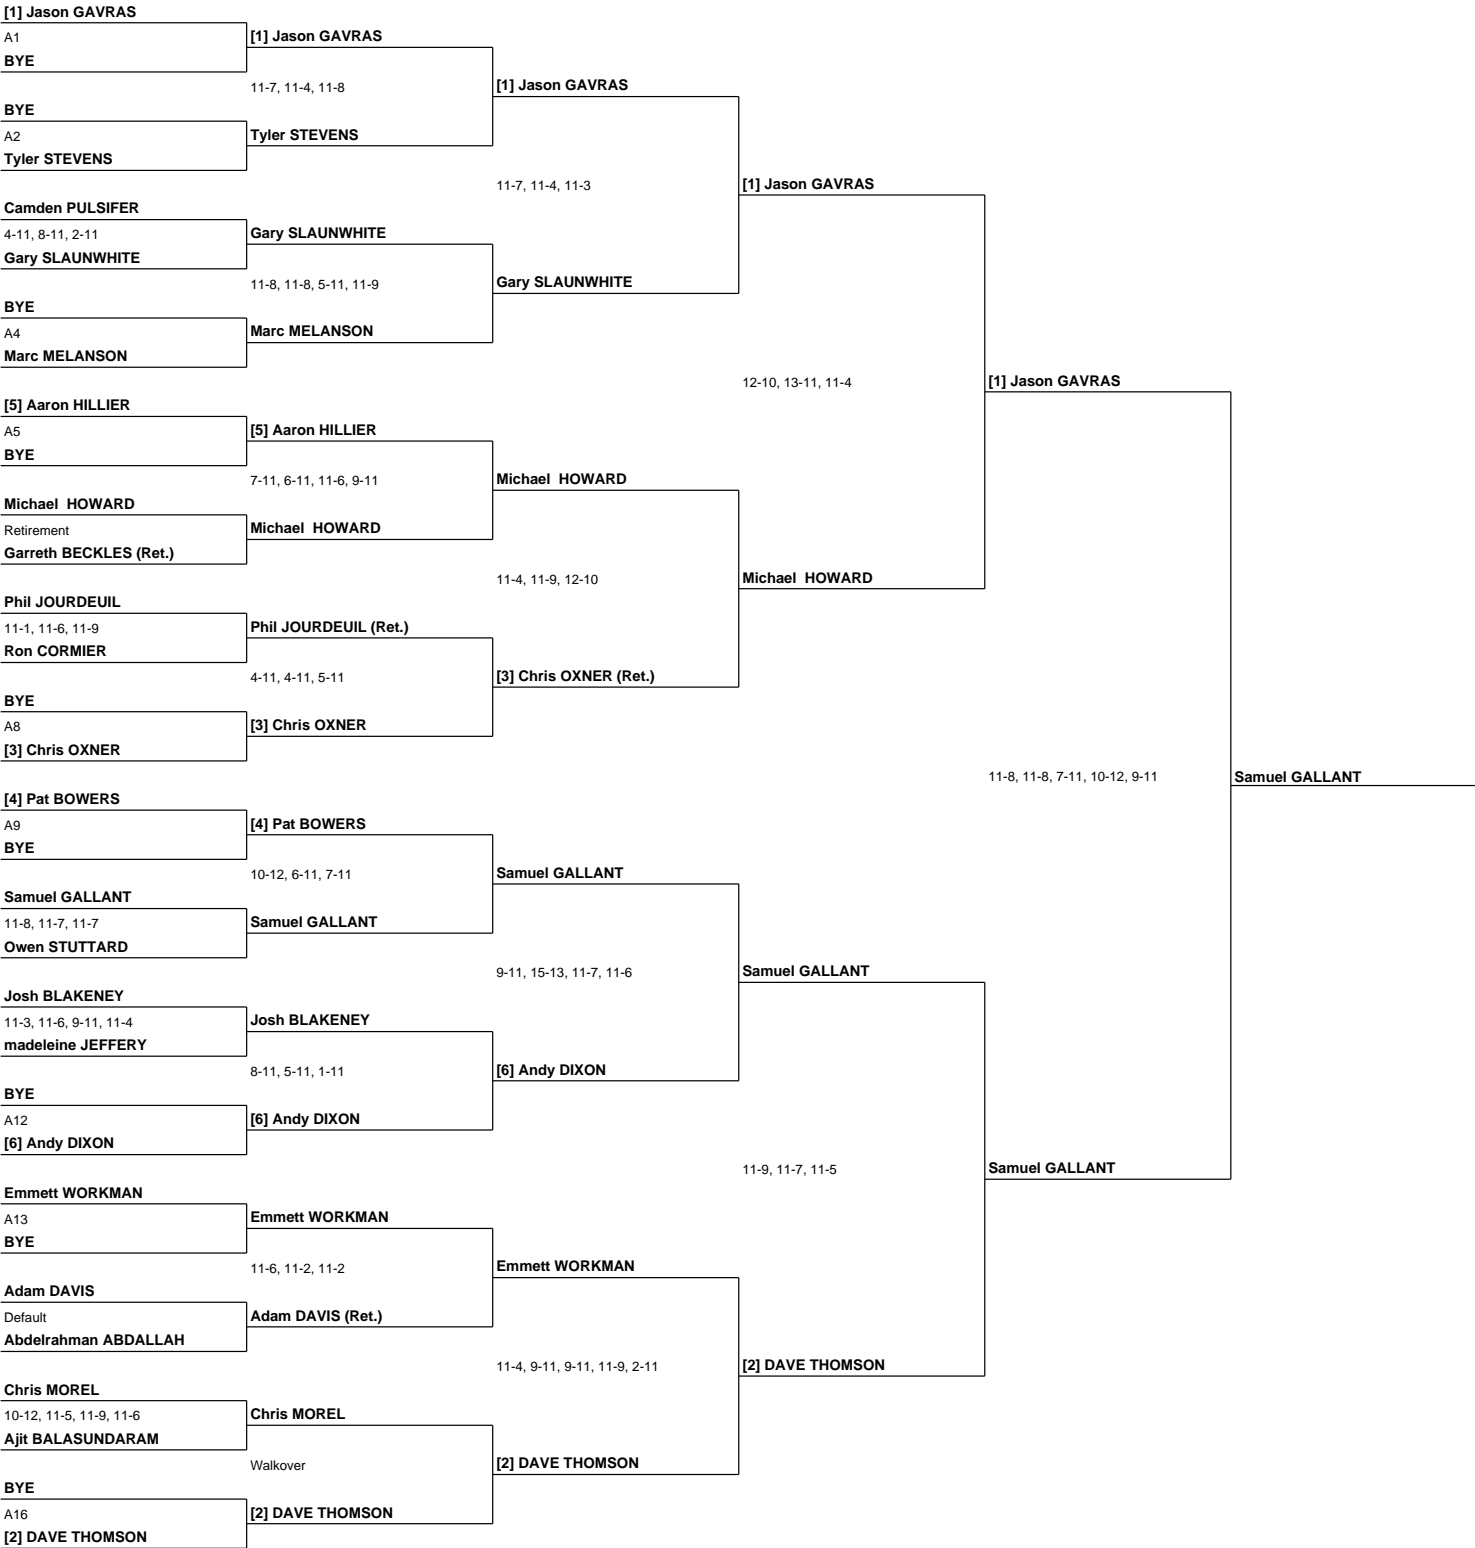 [1] Jason GAVRAS
A1
BYE
BYE
A2
Tyler STEVENS
Camden PULSIFER
4-11, 8-11, 2-11
Gary SLAUNWHITE
BYE
A4
Marc MELANSON
[5] Aaron HILLIER
A5
BYE
Michael HOWARD
Retirement
Garreth BECKLES (Ret.)
Phil JOURDEUIL
11-1, 11-6, 11-9
Ron CORMIER
BYE
A8
[3] Chris OXNER
[4] Pat BOWERS
A9
BYE
Samuel GALLANT
11-8, 11-7, 11-7
Owen STUTTARD
Josh BLAKENEY
11-3, 11-6, 9-11, 11-4
madeleine JEFFERY
BYE
A12
[6] Andy DIXON
Emmett WORKMAN
A13
BYE
Adam DAVIS
Default
Abdelrahman ABDALLAH
Chris MOREL
10-12, 11-5, 11-9, 11-6
Ajit BALASUNDARAM
BYE
A16
[2] DAVE THOMSON
[1] Jason GAVRAS
11-7, 11-4, 11-8
Tyler STEVENS
Gary SLAUNWHITE
11-8, 11-8, 5-11, 11-9
Marc MELANSON
[5] Aaron HILLIER
7-11, 6-11, 11-6, 9-11
Michael HOWARD
Phil JOURDEUIL (Ret.)
4-11, 4-11, 5-11
[3] Chris OXNER
[4] Pat BOWERS
10-12, 6-11, 7-11
Samuel GALLANT
Josh BLAKENEY
8-11, 5-11, 1-11
[6] Andy DIXON
Emmett WORKMAN
11-6, 11-2, 11-2
Adam DAVIS (Ret.)
Chris MOREL
Walkover
[2] DAVE THOMSON
[1] Jason GAVRAS
11-7, 11-4, 11-3
Gary SLAUNWHITE
Michael HOWARD
11-4, 11-9, 12-10
[3] Chris OXNER (Ret.)
Samuel GALLANT
9-11, 15-13, 11-7, 11-6
[6] Andy DIXON
Emmett WORKMAN
11-4, 9-11, 9-11, 11-9, 2-11
[2] DAVE THOMSON
[1] Jason GAVRAS
12-10, 13-11, 11-4
Michael HOWARD
Samuel GALLANT
11-9, 11-7, 11-5
[2] DAVE THOMSON
[1] Jason GAVRAS
11-8, 11-8, 7-11, 10-12, 9-11
Samuel GALLANT
Samuel GALLANT